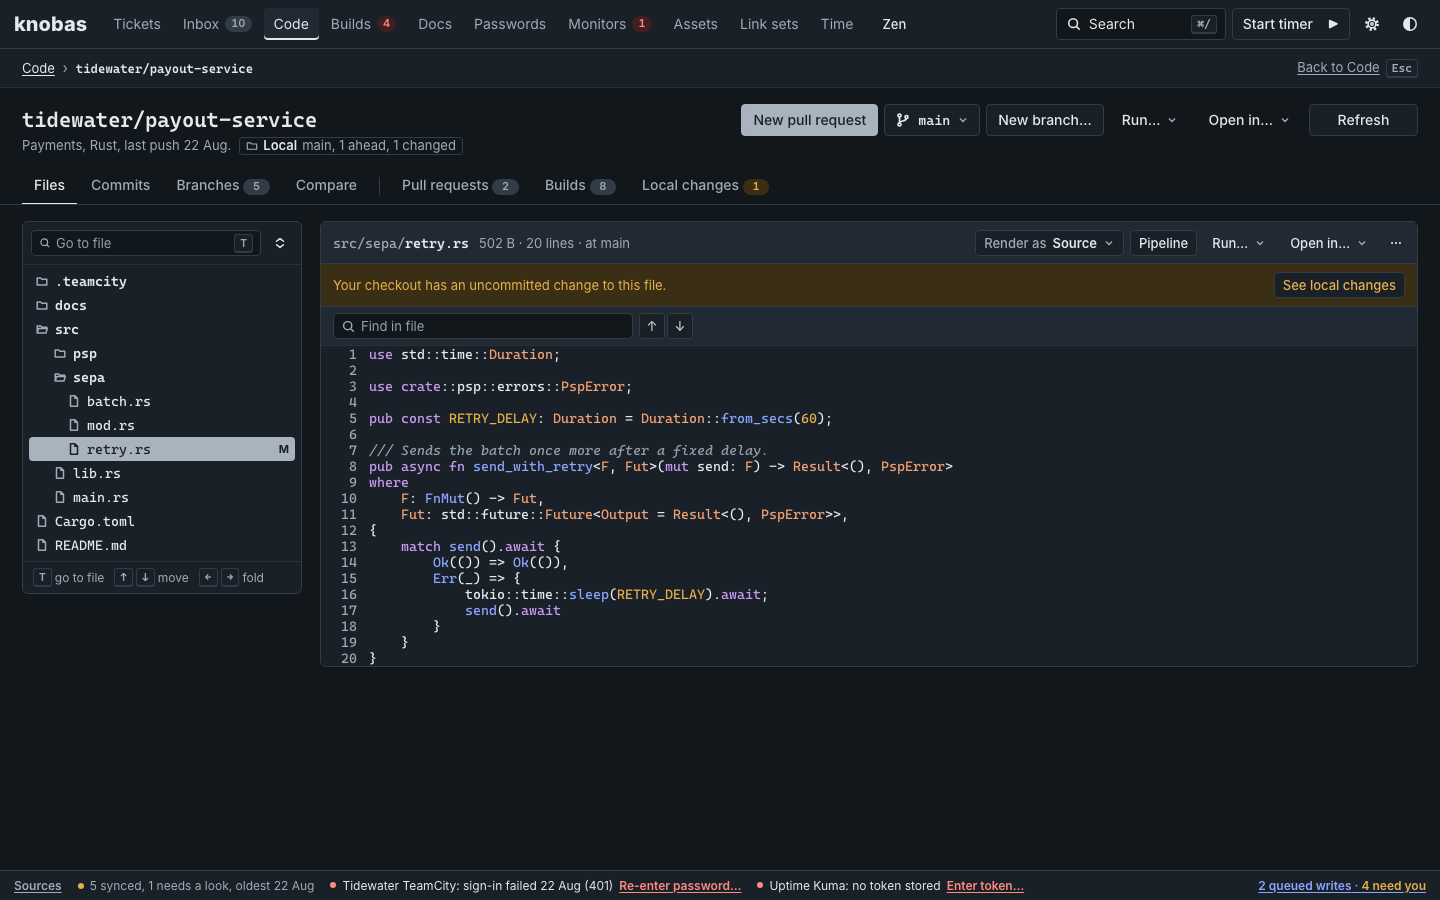 knobas Tickets Inbox 10 Code Builds 4 Docs Passwords Monitors 1 Assets Link sets Time Zen Search ⌘/ Start timer
Code › tidewater/payout-service Back to Code Esc
tidewater/payout-service New pull request main New branch... Run... Open in... Refresh
Payments, Rust, last push 22 Aug. Local main, 1 ahead, 1 changed
Files Commits Branches 5 Compare Pull requests 2 Builds 8 Local changes 1
Go to file T
.teamcity
docs
src
psp
sepa
batch.rs
mod.rs
retry.rs M
lib.rs
main.rs
Cargo.toml
README.md
T go to file ↑ ↓ move ← → fold
src/sepa/retry.rs 502 B · 20 lines · at main Render as Source Pipeline Run... Open in... ···
Your checkout has an uncommitted change to this file. See local changes
Find in file ↑ ↓
1 use std::time::Duration;
2
3 use crate::psp::errors::PspError;
4
5 pub const RETRY_DELAY: Duration = Duration::from_secs(60);
6
7 /// Sends the batch once more after a fixed delay.
8 pub async fn send_with_retry<F, Fut>(mut send: F) -> Result<(), PspError>
9 where
10     F: FnMut() -> Fut,
11     Fut: std::future::Future<Output = Result<(), PspError>>,
12 {
13     match send().await {
14         Ok(()) => Ok(()),
15         Err(_) => {
16             tokio::time::sleep(RETRY_DELAY).await;
17             send().await
18         }
19     }
20 }
Sources 5 synced, 1 needs a look, oldest 22 Aug Tidewater TeamCity: sign-in failed 22 Aug (401) Re-enter password... Uptime Kuma: no token stored Enter token... 2 queued writes · 4 need you